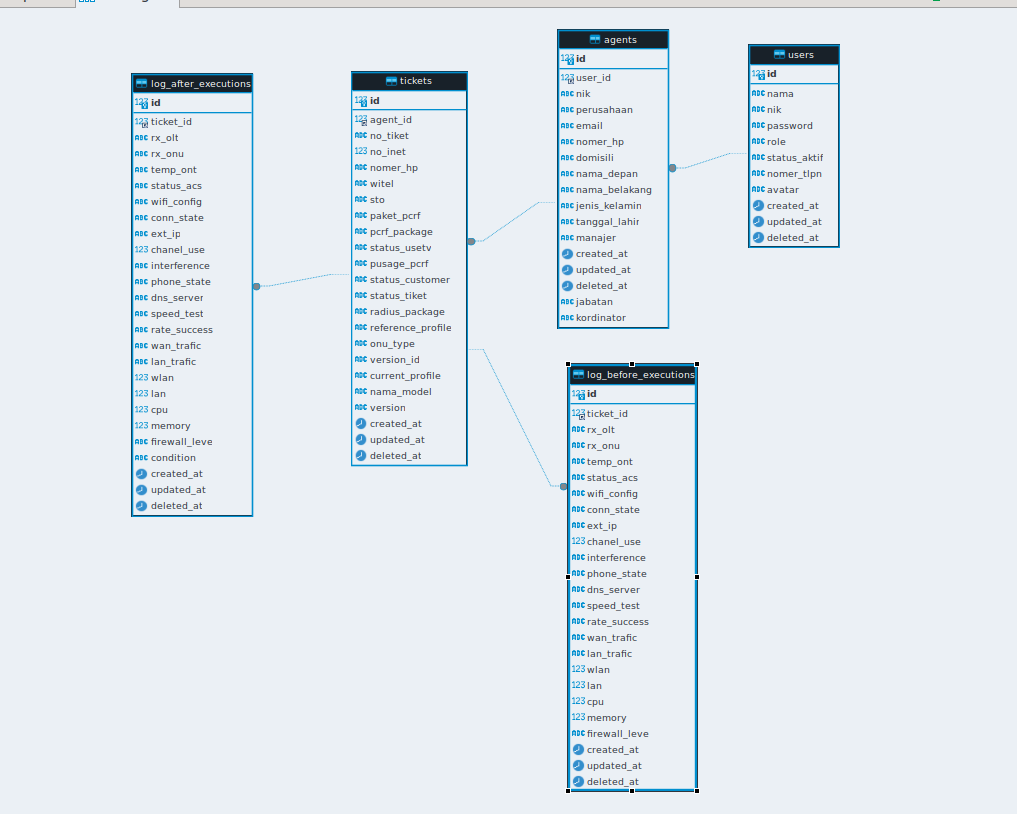 log_after_executions
id
ticket_id
rx_olt
rx_onu
temp_ont
status_acs
wifi_config
conn_state
ext_ip
chanel_use
interference
phone_state
dns_server
speed_test
rate_success
wan_trafic
lan_trafic
wlan
lan
cpu
memory
firewall_leve
condition
created_at
updated_at
deleted_at
tickets
id
agent_id
no_tiket
no_inet
nomer_hp
witel
sto
paket_pcrf
pcrf_package
status_usetv
pusage_pcrf
status_customer
status_tiket
radius_package
reference_profile
onu_type
version_id
current_profile
nama_model
version
created_at
updated_at
deleted_at
agents
id
user_id
nik
perusahaan
email
nomer_hp
domisili
nama_depan
nama_belakang
jenis_kelamin
tanggal_lahir
manajer
created_at
updated_at
deleted_at
jabatan
kordinator
users
id
nama
nik
password
role
status_aktif
nomer_tlpn
avatar
created_at
updated_at
deleted_at
log_before_executions
id
ticket_id
rx_olt
rx_onu
temp_ont
status_acs
wifi_config
conn_state
ext_ip
chanel_use
interference
phone_state
dns_server
speed_test
rate_success
wan_trafic
lan_trafic
wlan
lan
cpu
memory
firewall_leve
created_at
updated_at
deleted_at